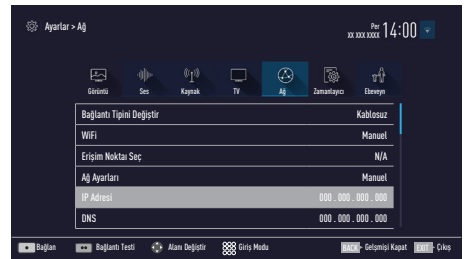 Ayarlar > Ağ
Per
xx xxx xxxx 14:00
Görüntü Ses Kaynak TV Ağ Zamanlayıcı Ebeveyn
Bağlantı Tipini Değiştir Kablosuz
WiFi Manuel
Erişim Noktaı Seç N/A
Ağ Ayarları Manuel
IP Adresi 000 . 000 . 000 . 000
DNS 000 . 000 . 000 . 000
Bağlan Bağlantı Testi Alanı Değiştir Giriş Modu BACK - Gelişmişi Kapat EXIT - Çıkış